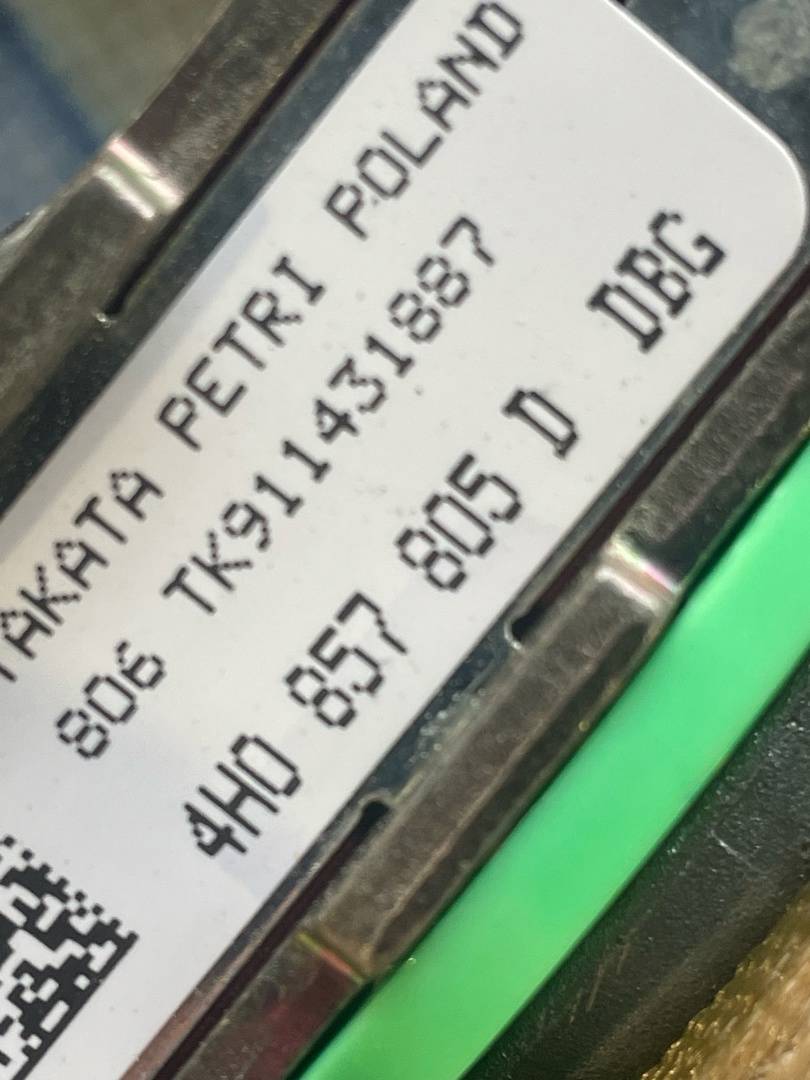 TAKATA PETRI POLAND
806 TK911431887
4H0 857 805 D DBG